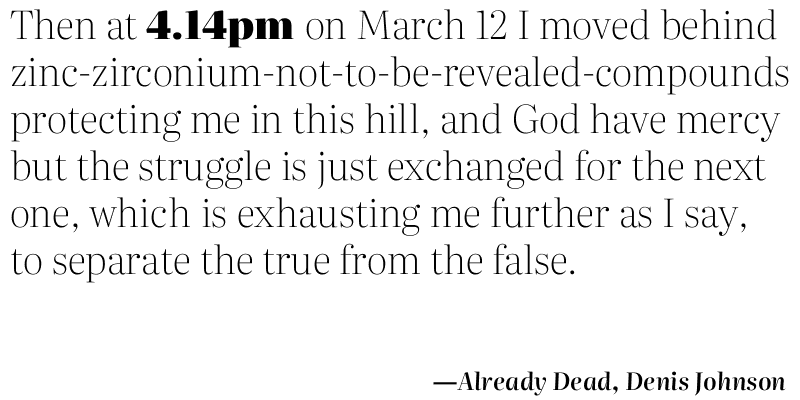 Then at 4.14pm on March 12 I moved behind
zinc-zirconium-not-to-be-revealed-compounds
protecting me in this hill, and God have mercy
but the struggle is just exchanged for the next
one, which is exhausting me further as I say,
to separate the true from the false.
—Already Dead, Denis Johnson